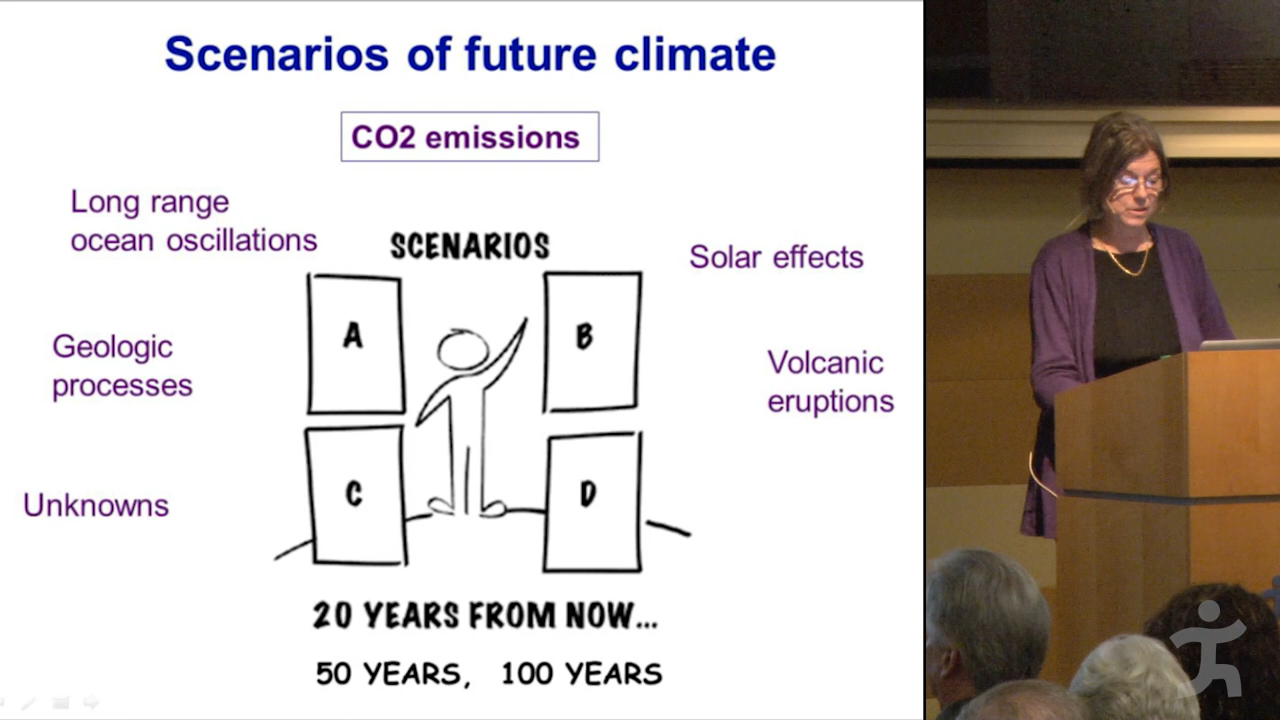 Scenarios of future climate
CO2 emissions
Long range
ocean oscillations
SCENARIOS
Solar effects
A
B
Geologic
processes
Volcanic
eruptions
C
D
Unknowns
20 YEARS FROM NOW...
50 YEARS, 100 YEARS